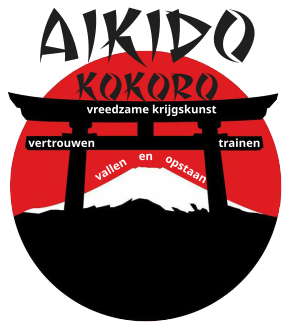 AIKIDO
KOKORO
vreedzame krijgskunst
vertrouwen trainen
vallen en opstaan